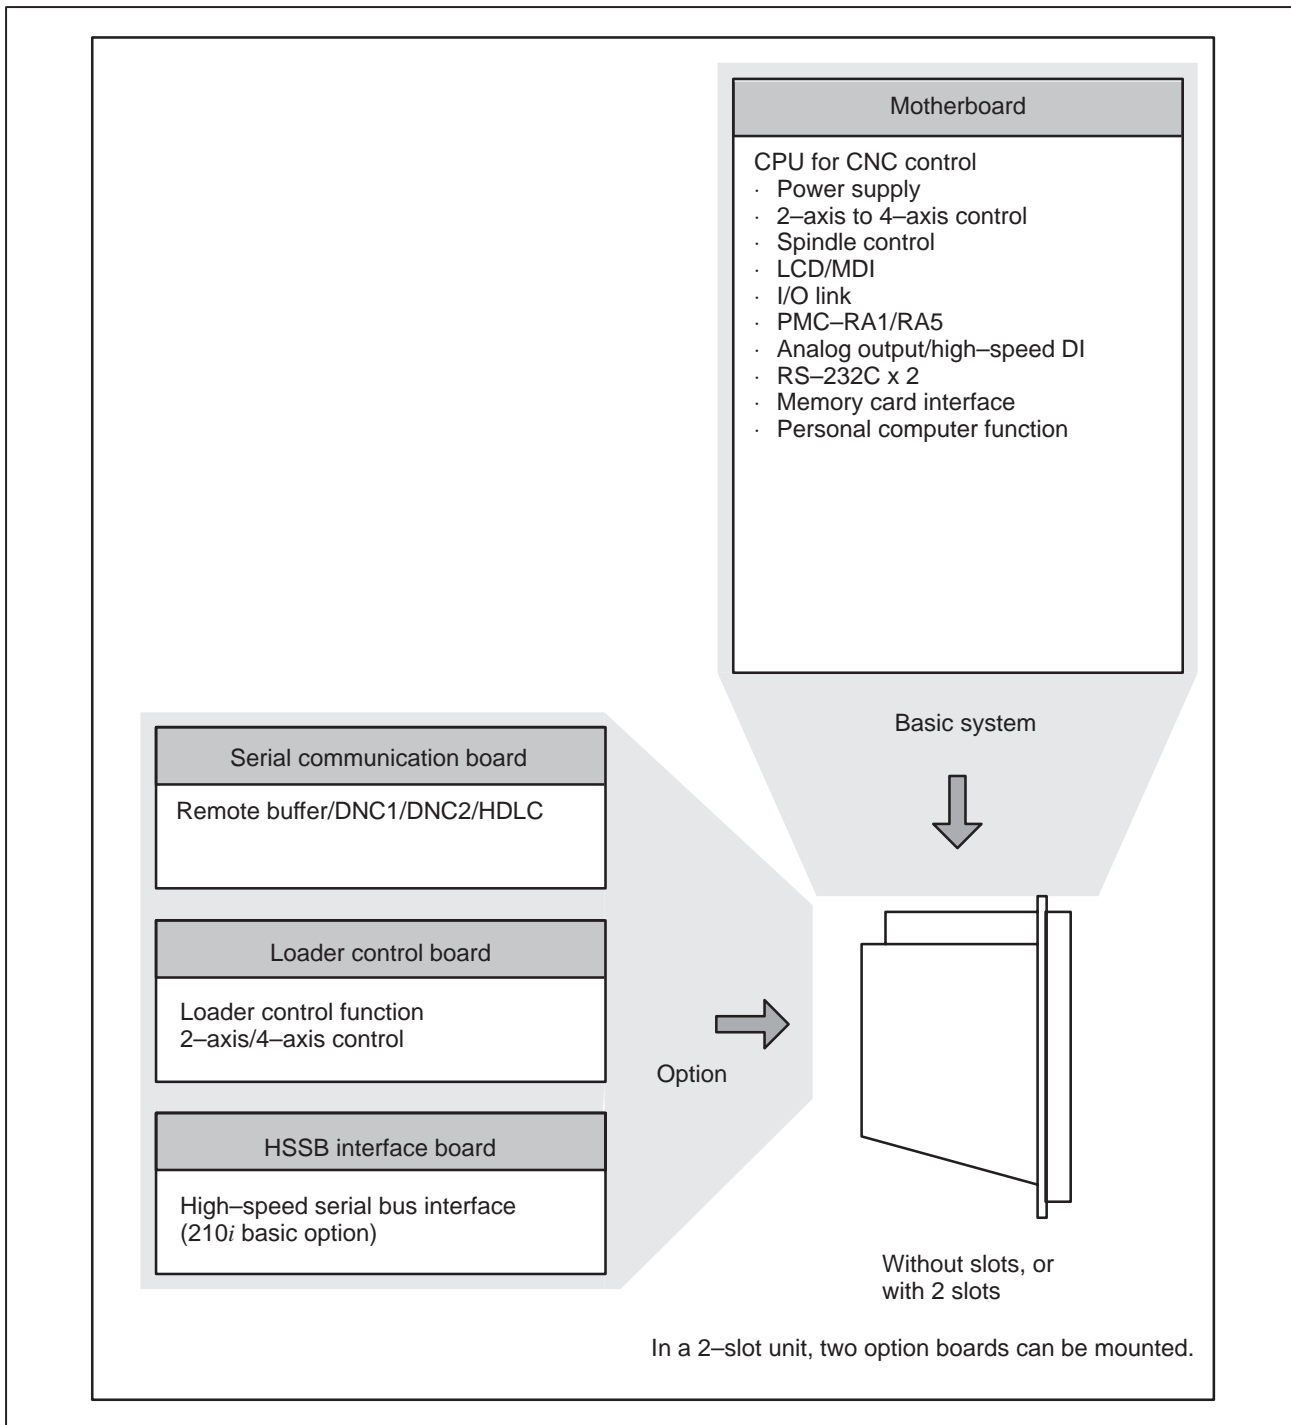 Motherboard
CPU for CNC control
· Power supply
· 2–axis to 4–axis control
· Spindle control
· LCD/MDI
· I/O link
· PMC–RA1/RA5
· Analog output/high–speed DI
· RS–232C x 2
· Memory card interface
· Personal computer function
Basic system
Serial communication board
Remote buffer/DNC1/DNC2/HDLC
Loader control board
Loader control function
2–axis/4–axis control
Option
HSSB interface board
High–speed serial bus interface
(210i basic option)
Without slots, or
with 2 slots
In a 2–slot unit, two option boards can be mounted.